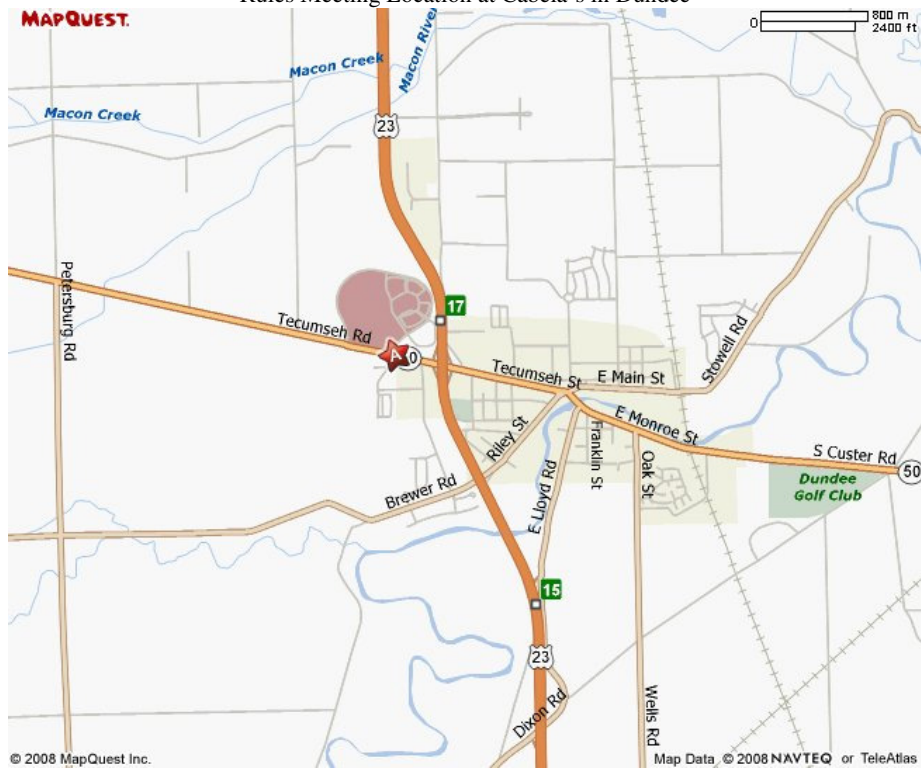 Rules Meeting Location at Cabela's in Dundee
MAPQUEST.
0
800 m
2400 ft
Macon Creek
Macon River
Macon Creek
23
Petersburg Rd
17
Tecumseh Rd
A
0
Tecumseh St
E Main St
Stowell Rd
Riley St
E Monroe St
Franklin St
S Custer Rd
50
Brewer Rd
E Lloyd Rd
Oak St
Dundee
Golf Club
15
23
Dixon Rd
Wells Rd
© 2008 MapQuest Inc.
Map Data © 2008 NAVTEQ or TeleAtlas